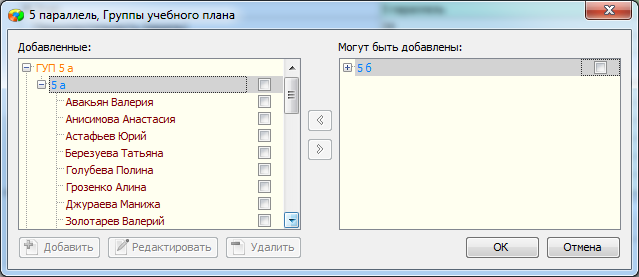 5 параллель, Группы учебного плана
Добавленные:
Могут быть добавлены:
ГУП 5 а
5 а
Авакьян Валерия
Анисимова Анастасия
Астафьев Юрий
Березуева Татьяна
Голубева Полина
Грозенко Алина
Джураева Манижа
Золотарев Валерий
5 б
Добавить
Редактировать
Удалить
ОК
Отмена